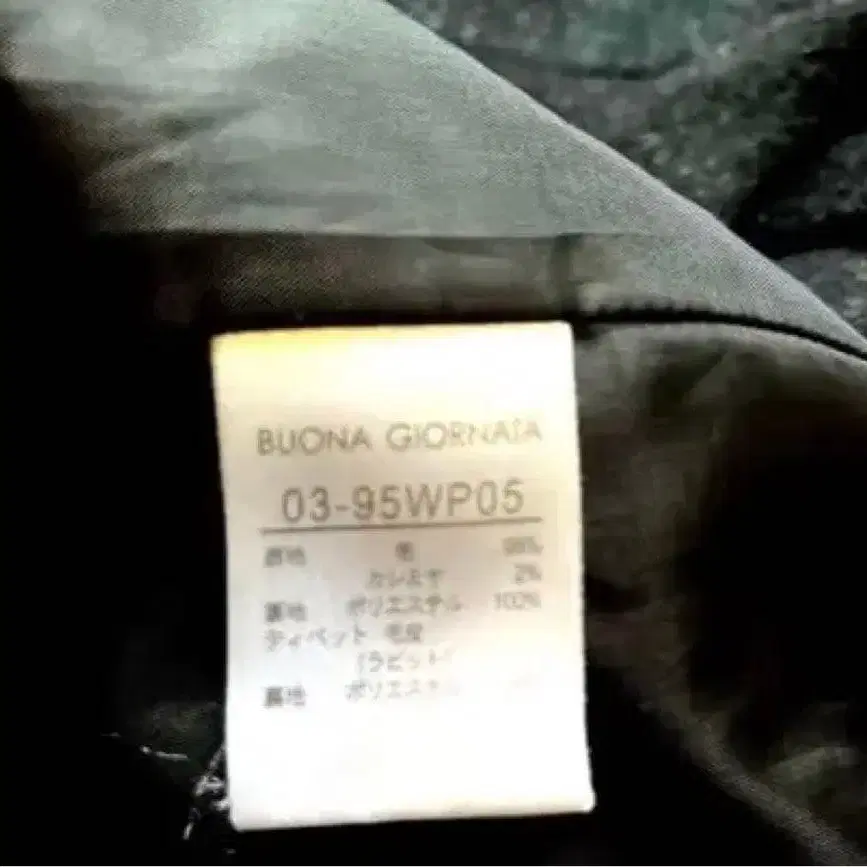 BUONA GIORNATA
03-95WP05
表地 毛 98%
カシミヤ 2%
裏地 ポリエステル 100%
ティペット 毛皮
(ラビット)
裏地 ポリエステル